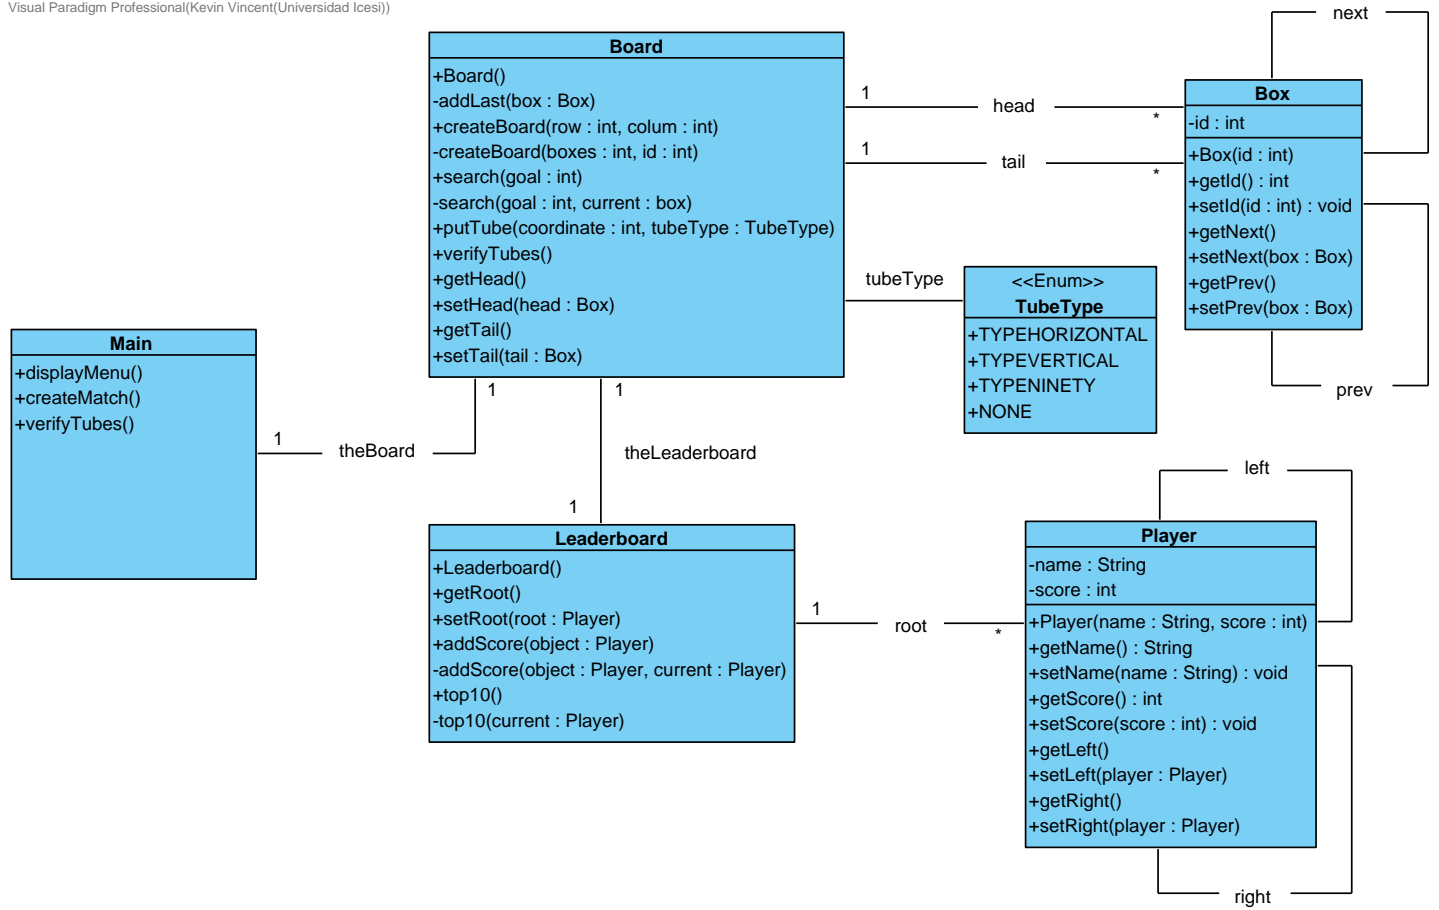 Visual Paradigm Professional(Kevin Vincent(Universidad Icesi))
Board
+Board()
-addLast(box : Box)
+createBoard(row : int, colum : int)
-createBoard(boxes : int, id : int)
+search(goal : int)
-search(goal : int, current : box)
+putTube(coordinate : int, tubeType : TubeType)
+verifyTubes()
+getHead()
+setHead(head : Box)
+getTail()
+setTail(tail : Box)
1
head
*
1
tail
*
next
Box
-id : int
+Box(id : int)
+getId() : int
+setId(id : int) : void
+getNext()
+setNext(box : Box)
+getPrev()
+setPrev(box : Box)
prev
tubeType
<<Enum>>
TubeType
+TYPEHORIZONTAL
+TYPEVERTICAL
+TYPENINETY
+NONE
Main
+displayMenu()
+createMatch()
+verifyTubes()
1
theBoard
1
1
theLeaderboard
1
Leaderboard
+Leaderboard()
+getRoot()
+setRoot(root : Player)
+addScore(object : Player)
-addScore(object : Player, current : Player)
+top10()
-top10(current : Player)
1
root
*
left
Player
-name : String
-score : int
+Player(name : String, score : int)
+getName() : String
+setName(name : String) : void
+getScore() : int
+setScore(score : int) : void
+getLeft()
+setLeft(player : Player)
+getRight()
+setRight(player : Player)
right